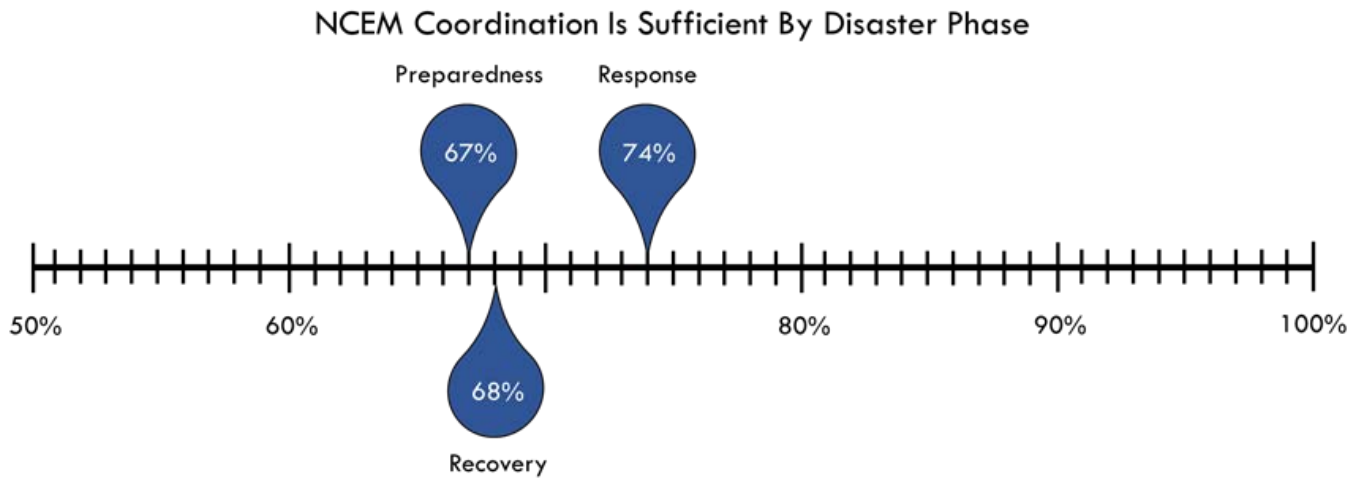 NCEM Coordination Is Sufficient By Disaster Phase
Preparedness
Response
67%
74%
50%
60%
80%
90%
100%
68%
Recovery